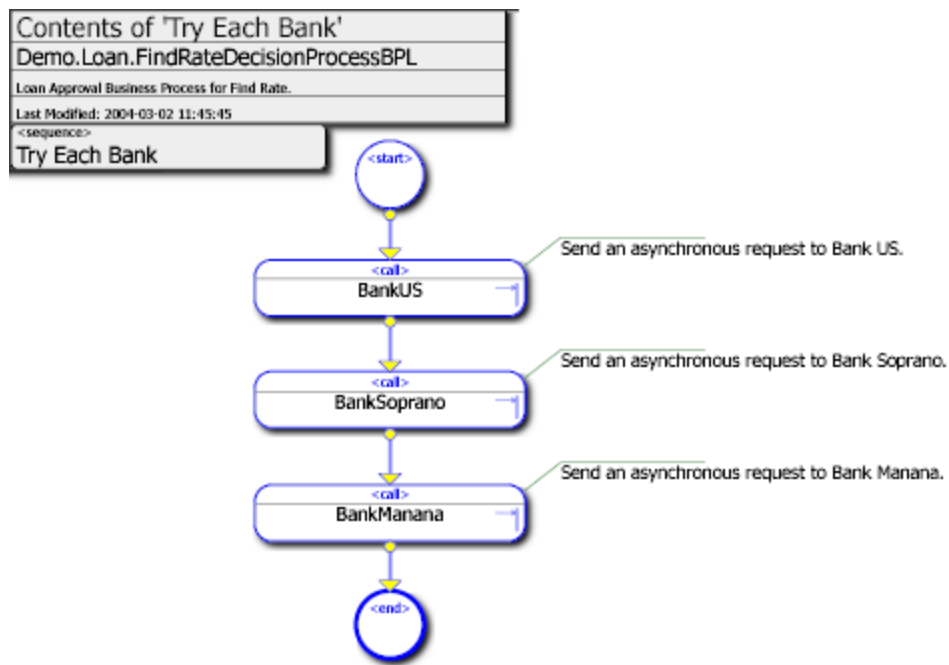 Contents of 'Try Each Bank'
Demo.Loan.FindRateDecisionProcessBPL
Loan Approval Business Process for Find Rate.
Last Modified: 2004-03-02 11:45:45
<sequence>
Try Each Bank
<start>
Send an asynchronous request to Bank US.
<call>
BankUS
Send an asynchronous request to Bank Soprano.
<call>
BankSoprano
Send an asynchronous request to Bank Manana.
<call>
BankManana
<end>